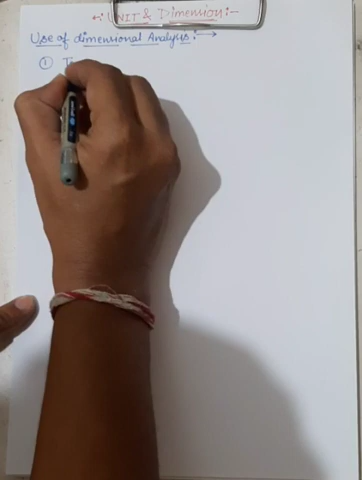 :- UNIT & Dimension :-
Use of dimensional Analysis :-→
① T